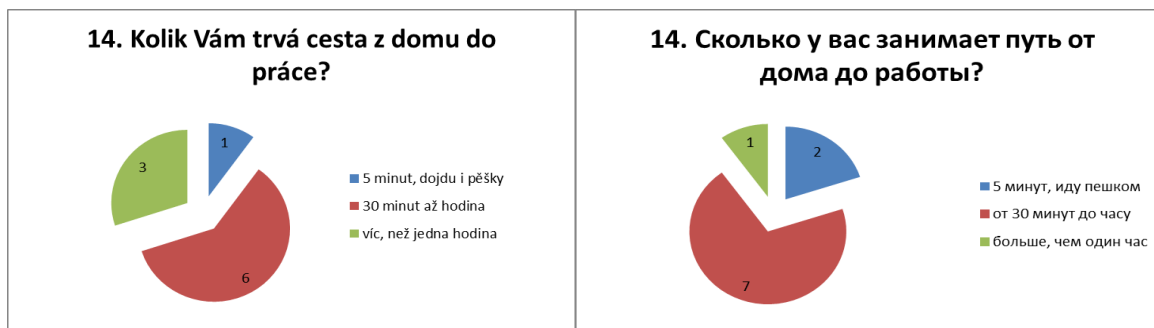 14. Kolik Vám trvá cesta z domu do
práce?
1
3
6
5 minut, dojdu i pěšky
30 minut až hodina
víc, než jedna hodina
14. Сколько у вас занимает путь от
дома до работы?
1
2
7
5 минут, иду пешком
от 30 минут до часу
больше, чем один час